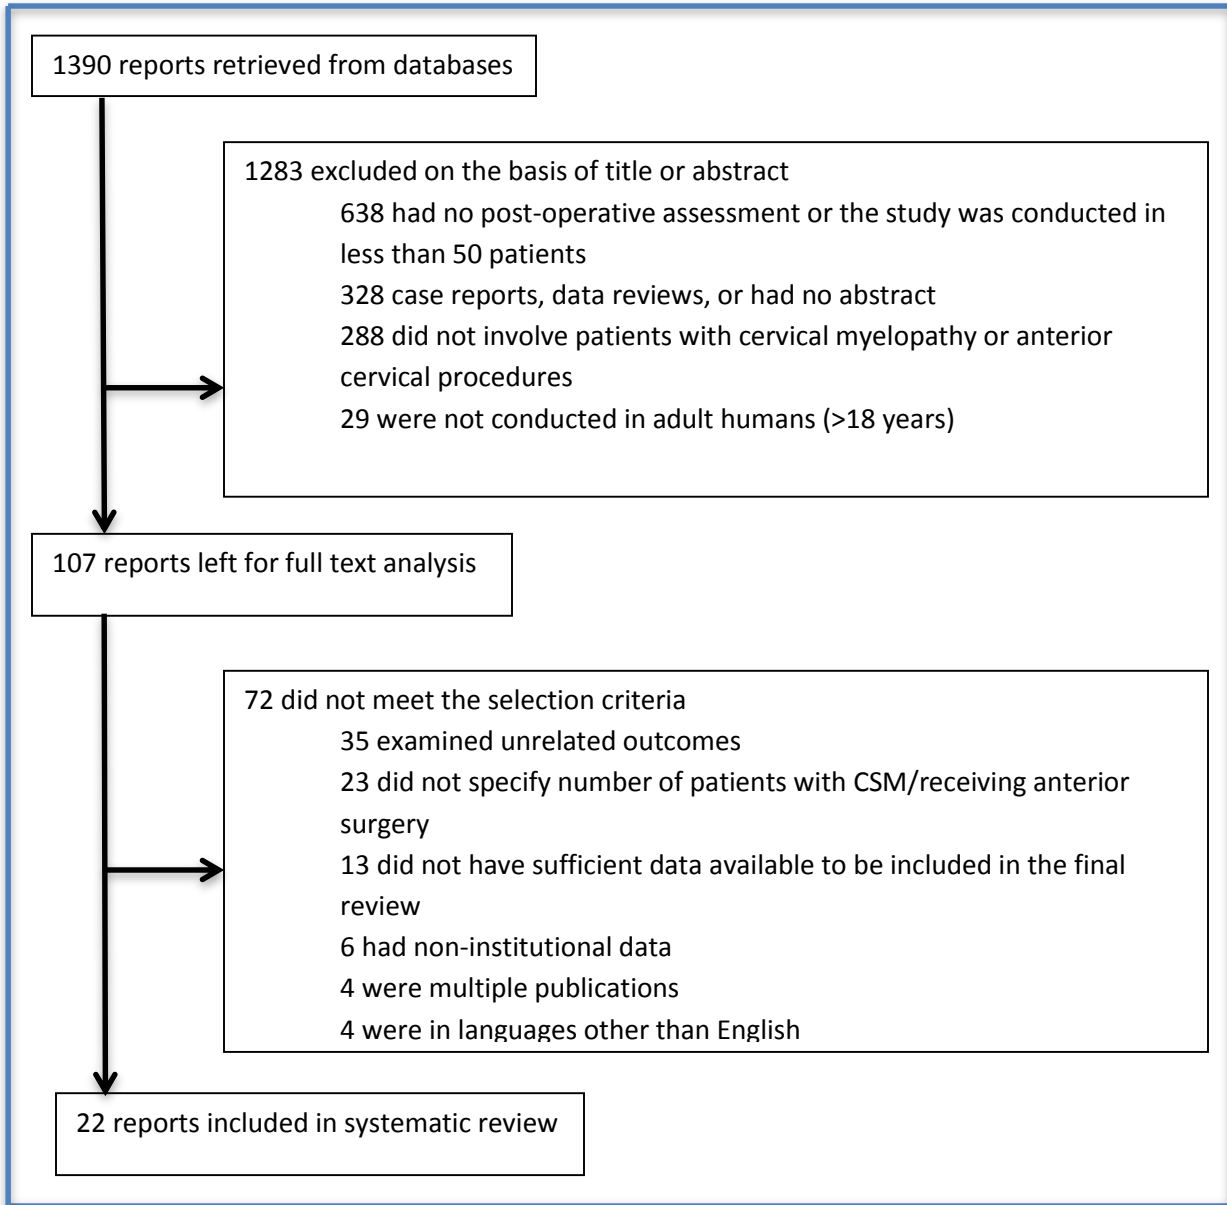 1390 reports retrieved from databases
1283 excluded on the basis of title or abstract
638 had no post-operative assessment or the study was conducted in
less than 50 patients
328 case reports, data reviews, or had no abstract
288 did not involve patients with cervical myelopathy or anterior
cervical procedures
29 were not conducted in adult humans (>18 years)
107 reports left for full text analysis
72 did not meet the selection criteria
35 examined unrelated outcomes
23 did not specify number of patients with CSM/receiving anterior
surgery
13 did not have sufficient data available to be included in the final
review
6 had non-institutional data
4 were multiple publications
4 were in languages other than English
22 reports included in systematic review